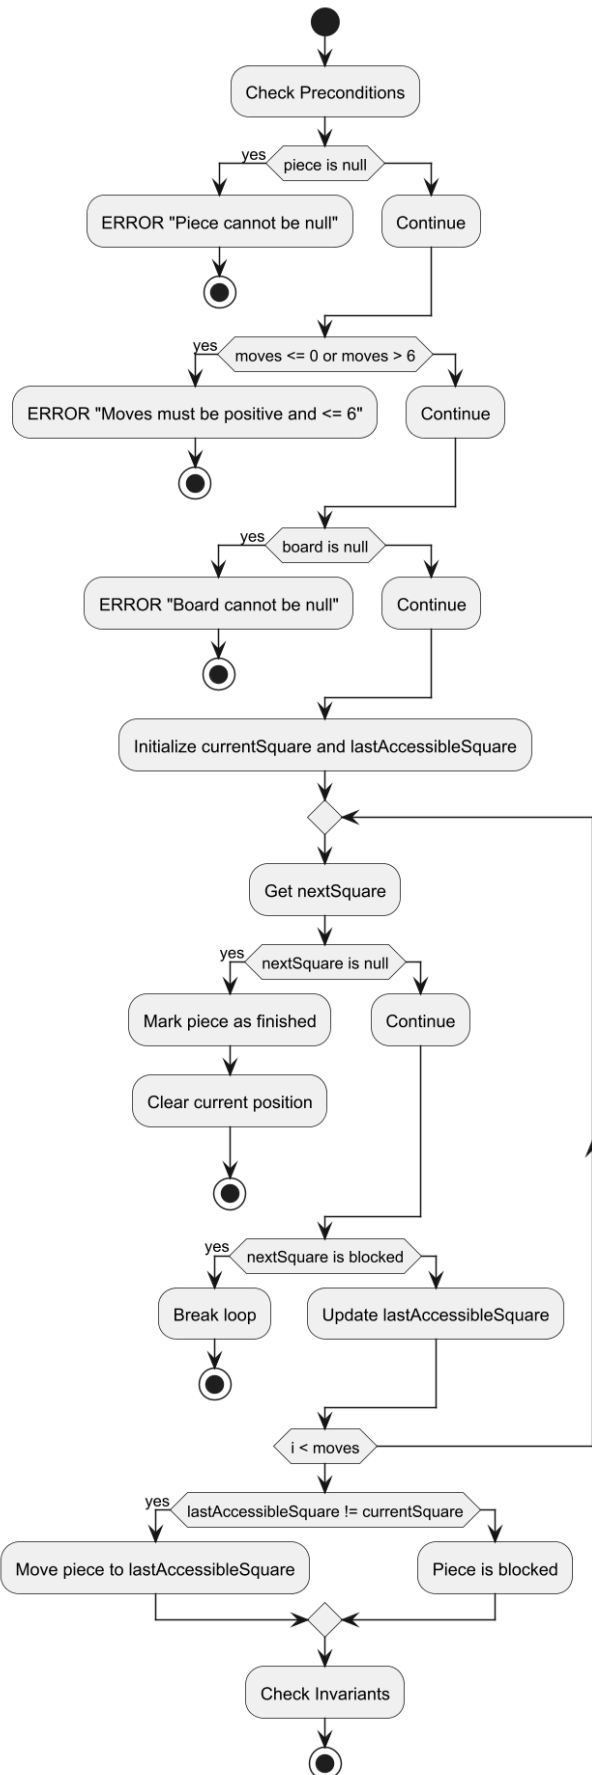 Check Preconditions
yes
piece is null
ERROR "Piece cannot be null"
Continue
yes
moves <= 0 or moves > 6
ERROR "Moves must be positive and <= 6"
Continue
yes
board is null
ERROR "Board cannot be null"
Continue
Initialize currentSquare and lastAccessibleSquare
Get nextSquare
yes
nextSquare is null
Mark piece as finished
Continue
Clear current position
yes
nextSquare is blocked
Break loop
Update lastAccessibleSquare
i < moves
yes
lastAccessibleSquare != currentSquare
Move piece to lastAccessibleSquare
Piece is blocked
Check Invariants